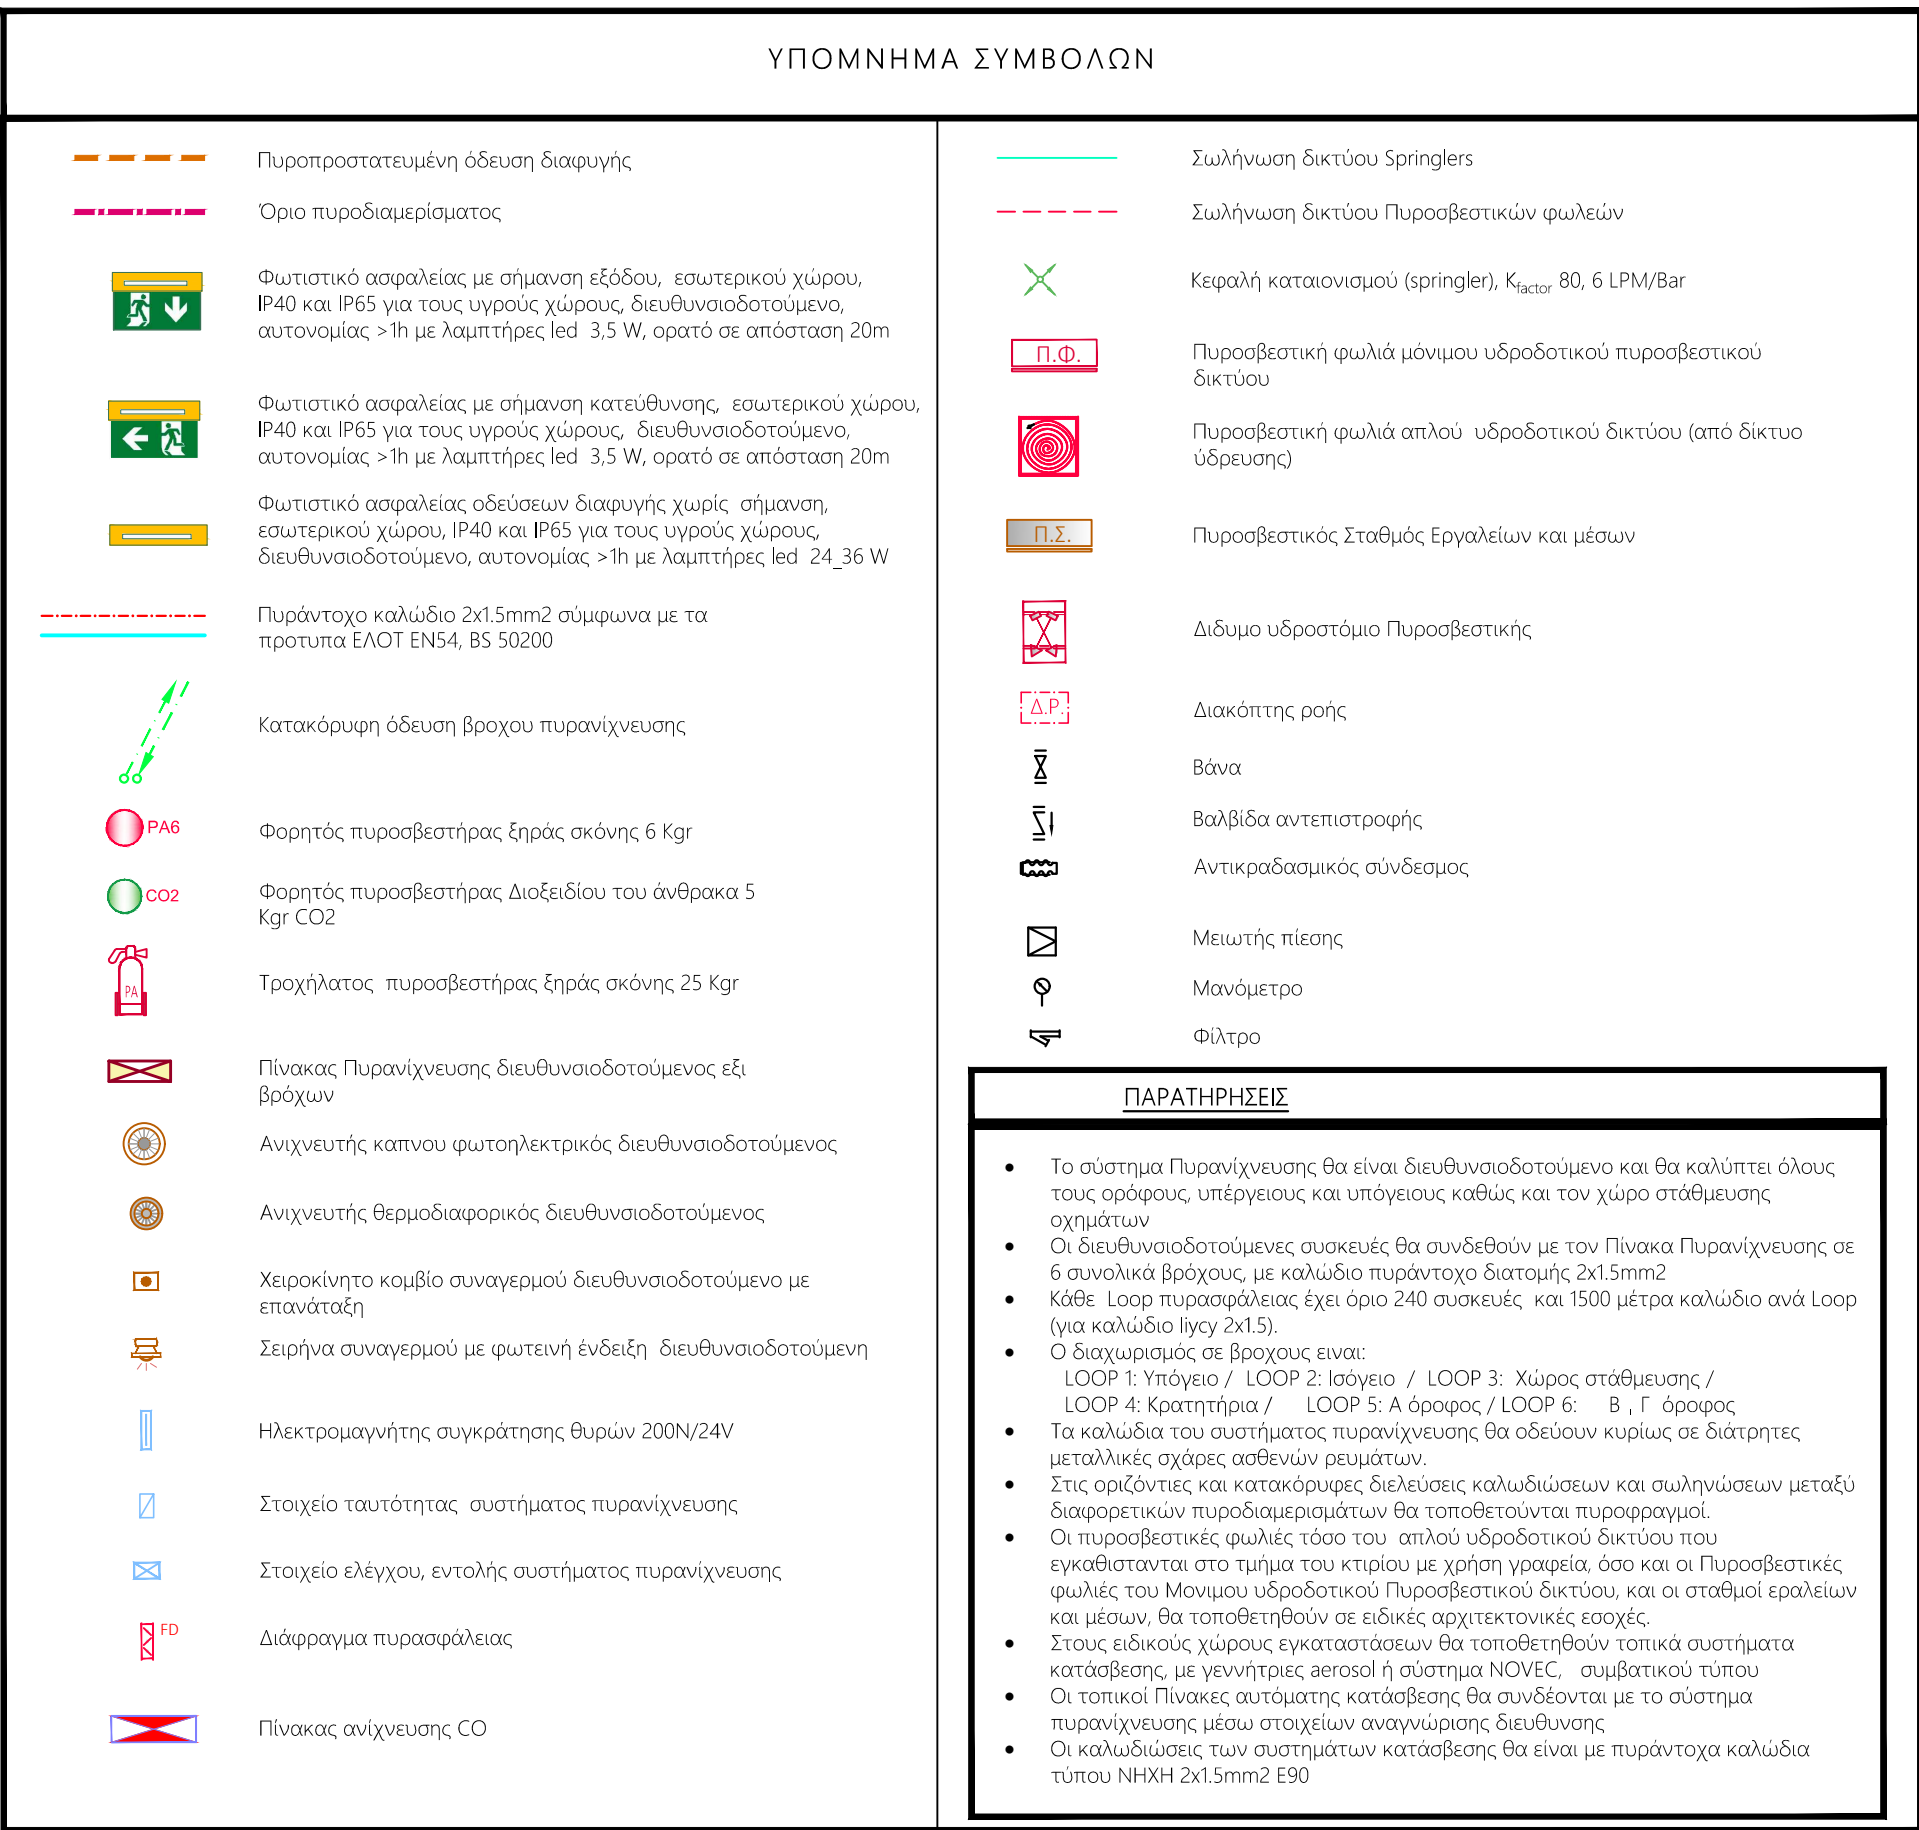 ΥΠΟΜΝΗΜΑ ΣΥΜΒΟΛΩΝ
Πυροπροστατευμένη όδευση διαφυγής
Όριο πυροδιαμερίσματος
Φωτιστικό ασφαλείας με σήμανση εξόδου, εσωτερικού χώρου,
IP40 και IP65 για τους υγρούς χώρους, διευθυνσιοδοτούμενο,
αυτονομίας >1h με λαμπτήρες led 3,5 W, ορατό σε απόσταση 20m
Φωτιστικό ασφαλείας με σήμανση κατεύθυνσης, εσωτερικού χώρου,
IP40 και IP65 για τους υγρούς χώρους, διευθυνσιοδοτούμενο,
αυτονομίας >1h με λαμπτήρες led 3,5 W, ορατό σε απόσταση 20m
Φωτιστικό ασφαλείας οδεύσεων διαφυγής χωρίς σήμανση,
εσωτερικού χώρου, IP40 και IP65 για τους υγρούς χώρους,
διευθυνσιοδοτούμενο, αυτονομίας >1h με λαμπτήρες led 24_36 W
Πυράντοχο καλώδιο 2x1.5mm2 σύμφωνα με τα
προτυπα ΕΛΟΤ EN54, BS 50200
Κατακόρυφη όδευση βροχου πυρανίχνευσης
PA6 Φορητός πυροσβεστήρας ξηράς σκόνης 6 Kgr
CO2 Φορητός πυροσβεστήρας Διοξειδίου του άνθρακα 5
Kgr CO2
PA Τροχήλατος πυροσβεστήρας ξηράς σκόνης 25 Kgr
Πίνακας Πυρανίχνευσης διευθυνσιοδοτούμενος εξι
βρόχων
Ανιχνευτής καπνου φωτοηλεκτρικός διευθυνσιοδοτούμενος
Ανιχνευτής θερμοδιαφορικός διευθυνσιοδοτούμενος
Χειροκίνητο κομβίο συναγερμού διευθυνσιοδοτούμενο με
επανάταξη
Σειρήνα συναγερμού με φωτεινή ένδειξη διευθυνσιοδοτούμενη
Ηλεκτρομαγνήτης συγκράτησης θυρών 200N/24V
Στοιχείο ταυτότητας συστήματος πυρανίχνευσης
Στοιχείο ελέγχου, εντολής συστήματος πυρανίχνευσης
FD Διάφραγμα πυρασφάλειας
Πίνακας ανίχνευσης CO
Σωλήνωση δικτύου Springlers
Σωλήνωση δικτύου Πυροσβεστικών φωλεών
Κεφαλή καταιονισμού (springler), Kfactor 80, 6 LPM/Bar
Π.Φ. Πυροσβεστική φωλιά μόνιμου υδροδοτικού πυροσβεστικού
δικτύου
Πυροσβεστική φωλιά απλού υδροδοτικού δικτύου (από δίκτυο
ύδρευσης)
Π.Σ. Πυροσβεστικός Σταθμός Εργαλείων και μέσων
Διδυμο υδροστόμιο Πυροσβεστικής
Δ.Ρ. Διακόπτης ροής
Βάνα
Βαλβίδα αντεπιστροφής
Αντικραδασμικός σύνδεσμος
Μειωτής πίεσης
Μανόμετρο
Φίλτρο
ΠΑΡΑΤΗΡΗΣΕΙΣ
• Το σύστημα Πυρανίχνευσης θα είναι διευθυνσιοδοτούμενο και θα καλύπτει όλους
τους ορόφους, υπέργειους και υπόγειους καθώς και τον χώρο στάθμευσης
οχημάτων
• Οι διευθυνσιοδοτούμενες συσκευές θα συνδεθούν με τον Πίνακα Πυρανίχνευσης σε
6 συνολικά βρόχους, με καλώδιο πυράντοχο διατομής 2x1.5mm2
• Κάθε Loop πυρασφάλειας έχει όριο 240 συσκευές και 1500 μέτρα καλώδιο ανά Loop
(για καλώδιο liycy 2x1.5).
• Ο διαχωρισμός σε βροχους ειναι:
LOOP 1: Υπόγειο / LOOP 2: Ισόγειο / LOOP 3: Χώρος στάθμευσης /
LOOP 4: Κρατητήρια / LOOP 5: Α όροφος / LOOP 6: Β , Γ όροφος
• Τα καλώδια του συστήματος πυρανίχνευσης θα οδεύουν κυρίως σε διάτρητες
μεταλλικές σχάρες ασθενών ρευμάτων.
• Στις οριζόντιες και κατακόρυφες διελεύσεις καλωδιώσεων και σωληνώσεων μεταξύ
διαφορετικών πυροδιαμερισμάτων θα τοποθετούνται πυροφραγμοί.
• Οι πυροσβεστικές φωλιές τόσο του απλού υδροδοτικού δικτύου που
εγκαθιστανται στο τμήμα του κτιρίου με χρήση γραφεία, όσο και οι Πυροσβεστικές
φωλιές του Μονιμου υδροδοτικού Πυροσβεστικού δικτύου, και οι σταθμοί εραλείων
και μέσων, θα τοποθετηθούν σε ειδικές αρχιτεκτονικές εσοχές.
• Στους ειδικούς χώρους εγκαταστάσεων θα τοποθετηθούν τοπικά συστήματα
κατάσβεσης, με γεννήτριες aerosol ή σύστημα NOVEC, συμβατικού τύπου
• Οι τοπικοί Πίνακες αυτόματης κατάσβεσης θα συνδέονται με το σύστημα
πυρανίχνευσης μέσω στοιχείων αναγνώρισης διευθυνσης
• Οι καλωδιώσεις των συστημάτων κατάσβεσης θα είναι με πυράντοχα καλώδια
τύπου NHXH 2x1.5mm2 E90